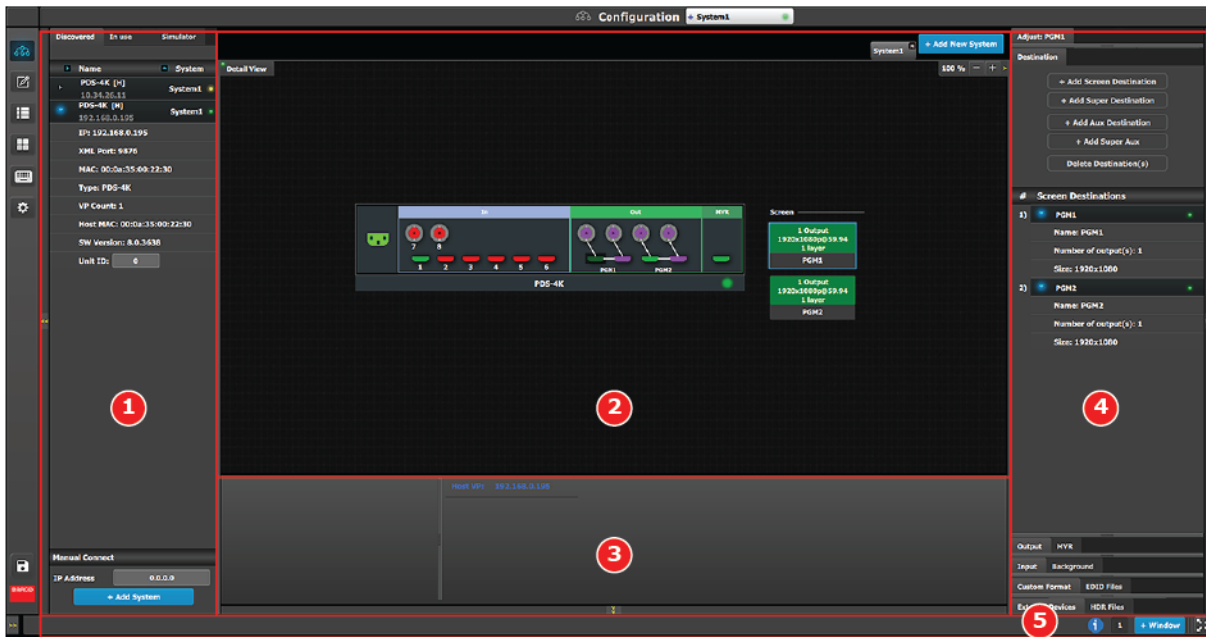 Configuration
System1
Discovered In use Simulator
Name System
PDS-4K [H] System1
10.34.26.11
PDS-4K [H] System1
192.168.0.195
IP: 192.168.0.195
XML Port: 9876
MAC: 00:0a:35:00:22:30
Type: PDS-4K
VP Count: 1
Host MAC: 00:0a:35:00:22:30
SW Version: 8.0.3638
Unit ID: 0
1
Manual Connect
IP Address 0.0.0.0
+ Add System
BARCO
System1
+ Add New System
Detail View
100 % − +
In Out MVR
7 8
1 2 3 4 5 6
PGM1 PGM2
PDS-4K
Screen
1 Output
1920x1080p@59.94
1 layer
PGM1
1 Output
1920x1080p@59.94
1 layer
PGM2
2
Host VP: 192.168.0.195
3
Adjust: PGM1
Destination
+ Add Screen Destination
+ Add Super Destination
+ Add Aux Destination
+ Add Super Aux
Delete Destination(s)
# Screen Destinations
1) PGM1
Name: PGM1
Number of output(s): 1
Size: 1920x1080
2) PGM2
Name: PGM2
Number of output(s): 1
Size: 1920x1080
4
Output MVR
Input Background
Custom Format EDID Files
HDR Files
5
1
+ Window